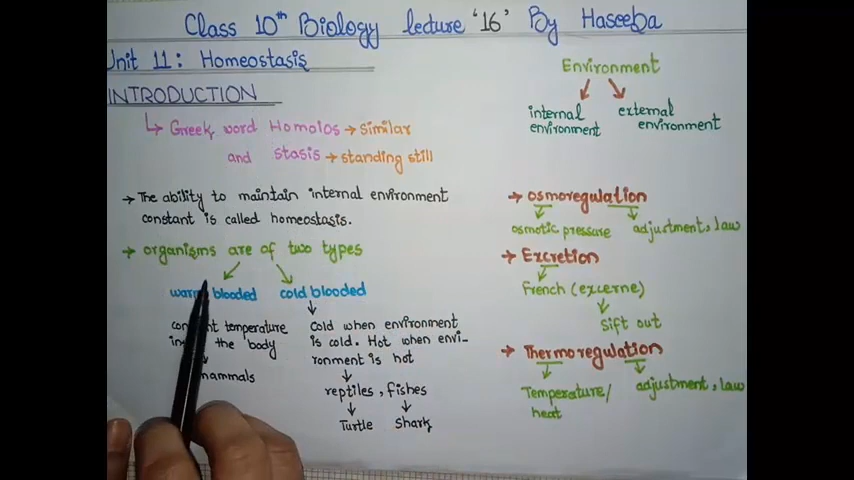 Class 10th Biology lecture '16' By Haseeba
Unit 11: Homeostasis
INTRODUCTION
Greek word Homoios → similar
and stasis → standing still
→ The ability to maintain internal environment
constant is called homeostasis.
→ organisms are of two types
blooded cold blooded
temperature
the body
mammals
Cold when environment
is cold. Hot when envi-
ronment is hot
reptiles, fishes
Turtle Shark
Environment
internal
environment
external
environment
→ osmoregulation
osmotic pressure adjustment, law
→ Excretion
French (excerne)
Sift out
→ Thermoregulation
Temperature/
heat
adjustment, law